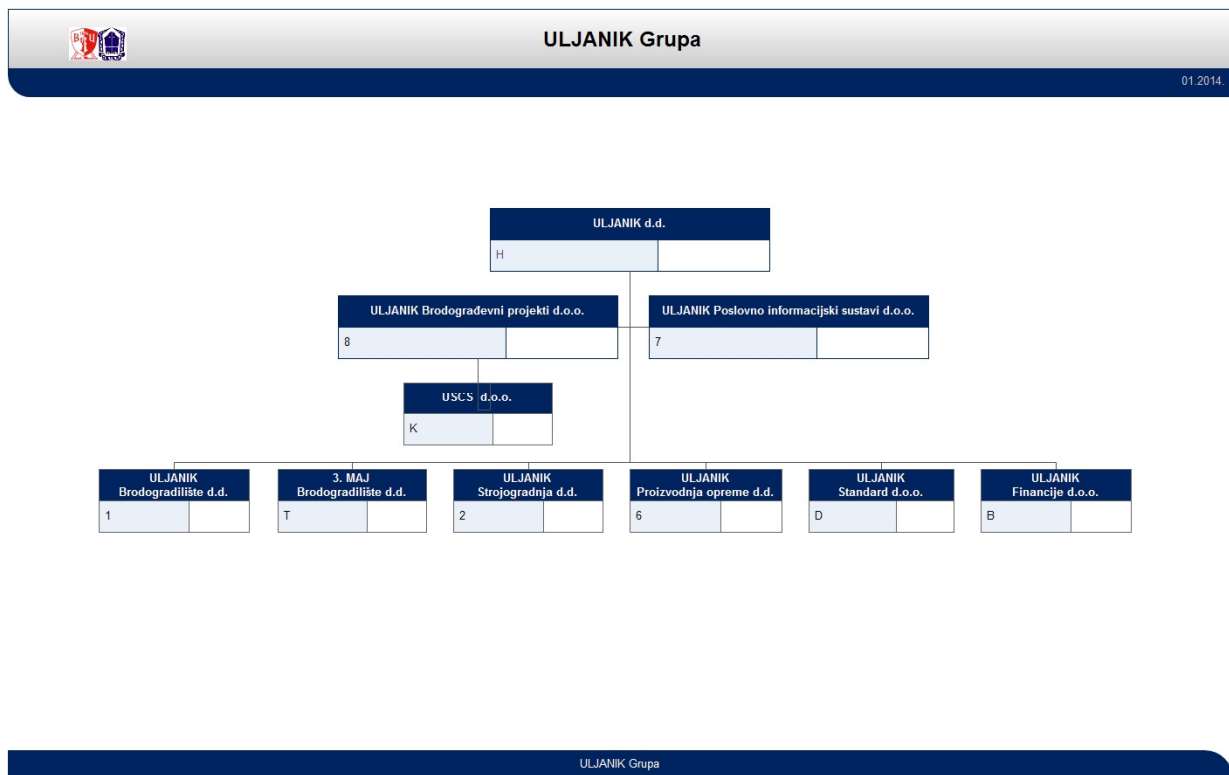 ULJANIK Grupa
01.2014.
ULJANIK d.d.
H
ULJANIK Brodograđevni projekti d.o.o.
8
ULJANIK Poslovno informacijski sustavi d.o.o.
7
USCS d.o.o.
K
ULJANIK
Brodogradilište d.d.
1
3. MAJ
Brodogradilište d.d.
T
ULJANIK
Strojogradnja d.d.
2
ULJANIK
Proizvodnja opreme d.d.
6
ULJANIK
Standard d.o.o.
D
ULJANIK
Financije d.o.o.
B
ULJANIK Grupa